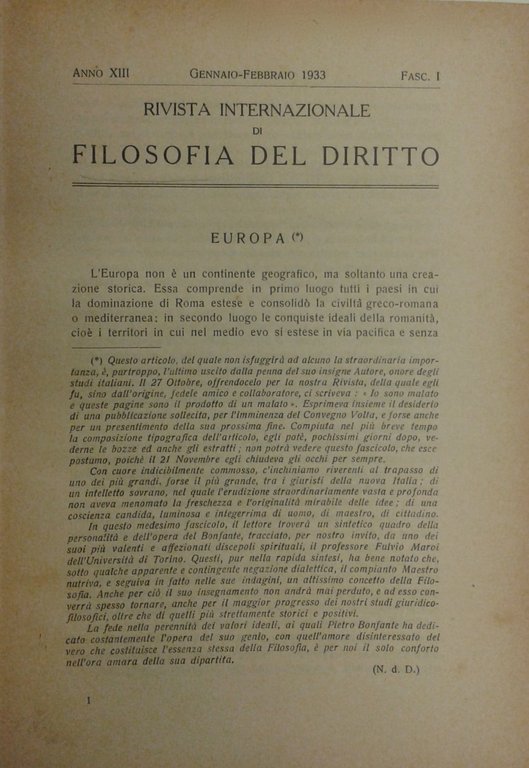 ANNO XIII GENNAIO-FEBBRAIO 1933 FASC. I
RIVISTA INTERNAZIONALE
DI
FILOSOFIA DEL DIRITTO
EUROPA (*)
L'Europa non è un continente geografico, ma soltanto una crea-
zione storica. Essa comprende in primo luogo tutti i paesi in cui
la dominazione di Roma estese e consolidò la civiltà greco-romana
o mediterranea: in secondo luogo le conquiste ideali della romanità,
cioè i territori in cui nel medio evo si estese in via pacifica e senza
(*) Questo articolo, del quale non isfuggirà ad alcuno la straordinaria impor-
tanza, è, purtroppo, l'ultimo uscito dalla penna del suo insigne Autore, onore degli
studi italiani. Il 27 Ottobre, offrendocelo per la nostra Rivista, della quale egli
fu, sino dall'origine, fedele amico e collaboratore, ci scriveva: « Io sono malato
e queste pagine sono il prodotto di un malato ». Esprimeva insieme il desiderio
di una pubblicazione sollecita, per l'imminenza del Convegno Volta, e forse anche
per un presentimento della sua prossima fine. Compiuta nel più breve tempo
la composizione tipografica dell'articolo, egli potè, pochissimi giorni dopo, ve-
derne le bozze ed anche gli estratti; non potrà vedere questo fascicolo, che esce
postumo, poichè il 21 Novembre egli chiudeva gli occhi per sempre.
Con cuore indicibilmente commosso, c'inchiniamo riverenti al trapasso di
uno dei più grandi, forse il più grande, tra i giuristi della nuova Italia; di
un intelletto sovrano, nel quale l'erudizione straordinariamente vasta e profonda
non aveva menomato la freschezza e l'originalità mirabile delle idee; di una
coscienza candida, luminosa e integerrima di uomo, di maestro, di cittadino.
In questo medesimo fascicolo, il lettore troverà un sintetico quadro della
personalità e dell'opera del Bonfante, tracciato, per nostro invito, da uno dei
suoi più valenti e affezionati discepoli spirituali, il professore Fulvio Maroi
dell'Università di Torino. Questi, pur nella rapida sintesi, ha bene notato che,
sotto qualche apparente e contingente negazione dialettica, il compianto Maestro
nutriva, e seguiva in fatto nelle sue indagini, un altissimo concetto della Filo-
sofia. Anche per ciò il suo insegnamento non andrà mai perduto, e ad esso con-
verrà spesso tornare, anche per il maggior progresso dei nostri studi giuridico-
filosofici, oltre che di quelli più strettamente storici e positivi.
La fede nella perennità dei valori ideali, ai quali Pietro Bonfante ha dedi-
cato costantemente l'opera del suo genio, con quell'amore disinteressato del
vero che costituisce l'essenza stessa della Filosofia, è per noi il solo conforto
nell'ora amara della sua dipartita.
(N. d. D.)
1